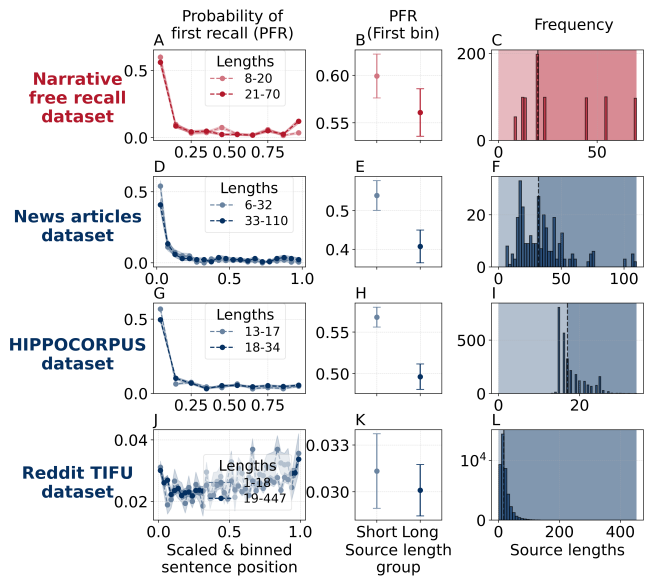 Probability of
first recall (PFR)
PFR
(First bin)
Frequency
A
B
C
Narrative
free recall
dataset
0.5
0.0
0.25 0.50 0.75
Lengths
8-20
21-70
0.60
0.55
200
100
0
0 50
D
E
F
News articles
dataset
0.5
0.0
0.0 0.5 1.0
Lengths
6-32
33-110
0.5
0.4
20
0
0 50 100
G
H
I
HIPPOCORPUS
dataset
0.5
0.0
0.25 0.50 0.75
Lengths
13-17
18-34
0.55
0.50
500
0
0 20
J
K
L
Reddit TIFU
dataset
0.04
0.02
0.0 0.5 1.0
Lengths
1-18
19-447
0.033
0.030
10⁴
0
0 200 400
Scaled & binned
sentence position
Short Long
Source length
group
Source lengths